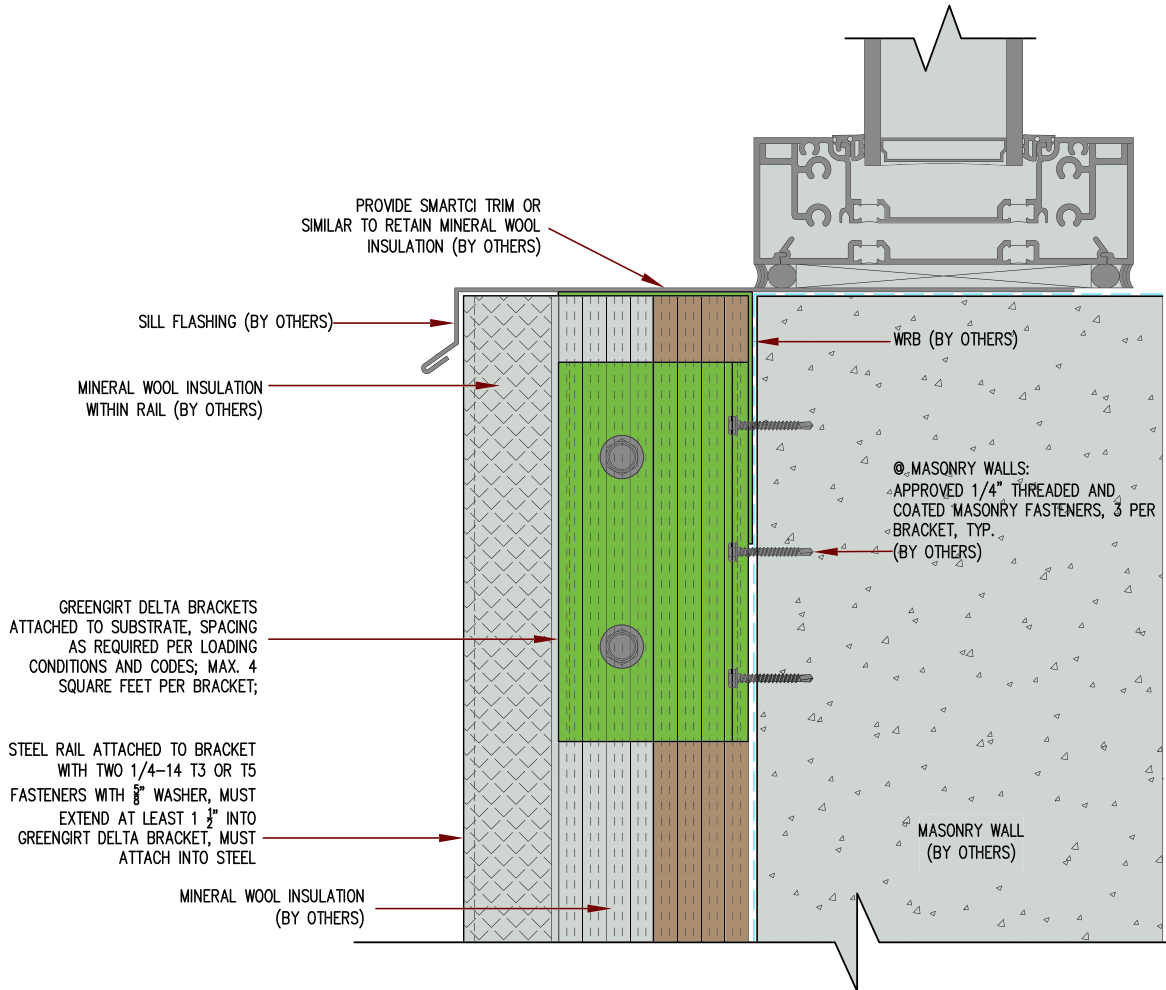 PROVIDE SMARTCI TRIM OR
SIMILAR TO RETAIN MINERAL WOOL
INSULATION (BY OTHERS)
SILL FLASHING (BY OTHERS)
WRB (BY OTHERS)
MINERAL WOOL INSULATION
WITHIN RAIL (BY OTHERS)
@ MASONRY WALLS:
APPROVED 1/4" THREADED AND
COATED MASONRY FASTENERS, 3 PER
BRACKET, TYP.
(BY OTHERS)
GREENGIRT DELTA BRACKETS
ATTACHED TO SUBSTRATE, SPACING
AS REQUIRED PER LOADING
CONDITIONS AND CODES; MAX. 4
SQUARE FEET PER BRACKET;
STEEL RAIL ATTACHED TO BRACKET
WITH TWO 1/4-14 T3 OR T5
FASTENERS WITH 5/8" WASHER, MUST
EXTEND AT LEAST 1 1/2" INTO
GREENGIRT DELTA BRACKET, MUST
ATTACH INTO STEEL
MASONRY WALL
(BY OTHERS)
MINERAL WOOL INSULATION
(BY OTHERS)